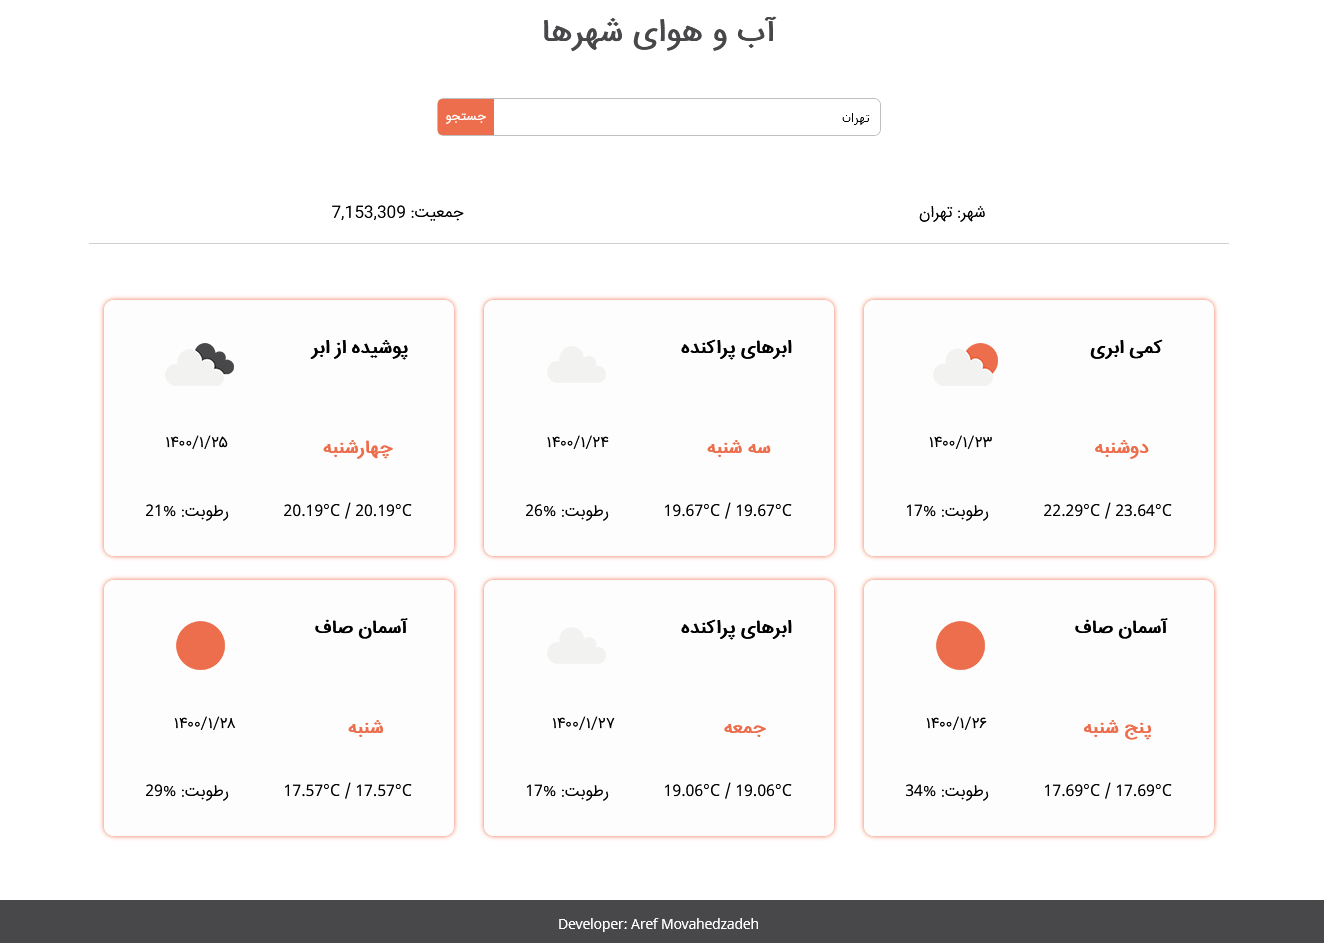 آب و هوای شهرها
تهران
جستجو
شهر: تهران
جمعیت: 7,153,309
کمی ابری
دوشنبه
۱۴۰۰/۱/۲۳
22.29°C / 23.64°C
رطوبت: 17%
ابرهای پراکنده
سه شنبه
۱۴۰۰/۱/۲۴
19.67°C / 19.67°C
رطوبت: 26%
پوشیده از ابر
چهارشنبه
۱۴۰۰/۱/۲۵
20.19°C / 20.19°C
رطوبت: 21%
آسمان صاف
پنج شنبه
۱۴۰۰/۱/۲۶
17.69°C / 17.69°C
رطوبت: 34%
ابرهای پراکنده
جمعه
۱۴۰۰/۱/۲۷
19.06°C / 19.06°C
رطوبت: 17%
آسمان صاف
شنبه
۱۴۰۰/۱/۲۸
17.57°C / 17.57°C
رطوبت: 29%
Developer: Aref Movahedzadeh